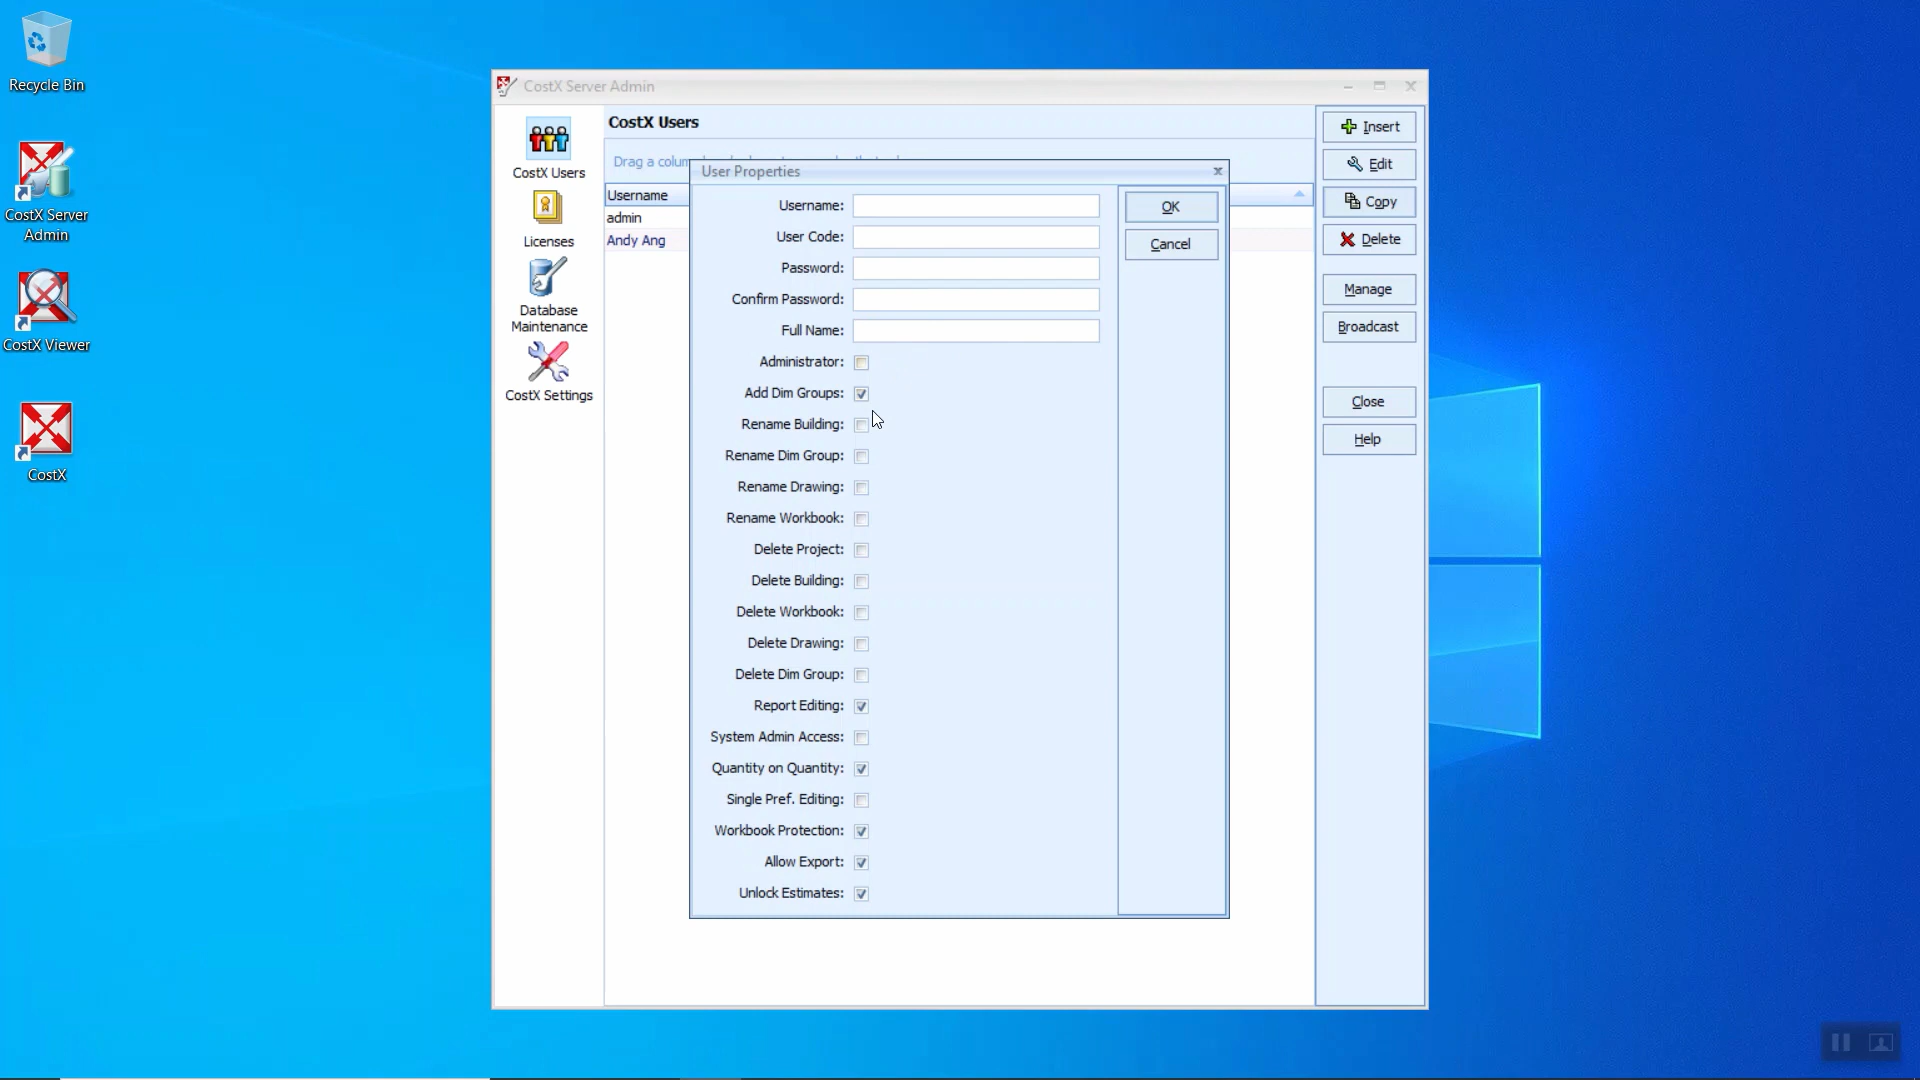 Recycle Bin
CostX Server
Admin
CostX Viewer
CostX
CostX Server Admin
CostX Users
Licenses
Database
Maintenance
CostX Settings
CostX Users
Drag a colum
Username
admin
Andy Ang
User Properties
Username:
User Code:
Password:
Confirm Password:
Full Name:
Administrator:
Add Dim Groups:
Rename Building:
Rename Dim Group:
Rename Drawing:
Rename Workbook:
Delete Project:
Delete Building:
Delete Workbook:
Delete Drawing:
Delete Dim Group:
Report Editing:
System Admin Access:
Quantity on Quantity:
Single Pref. Editing:
Workbook Protection:
Allow Export:
Unlock Estimates:
OK
Cancel
Insert
Edit
Copy
Delete
Manage
Broadcast
Close
Help